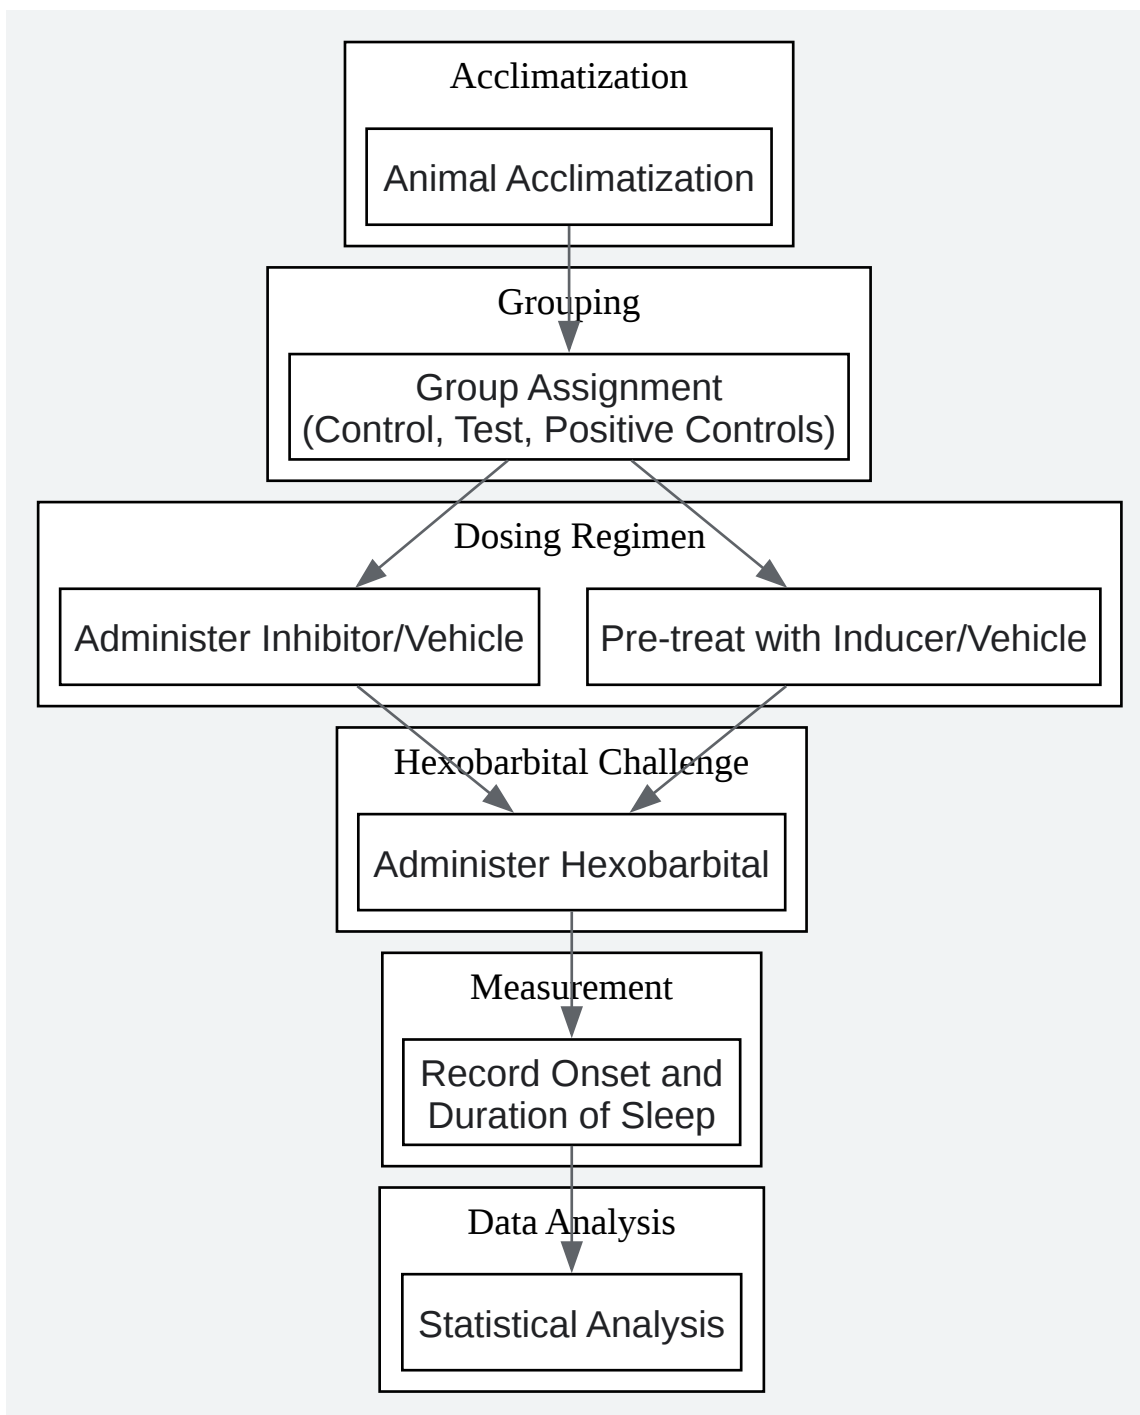 Acclimatization
Animal Acclimatization
Grouping
Group Assignment
(Control, Test, Positive Controls)
Dosing Regimen
Administer Inhibitor/Vehicle
Pre-treat with Inducer/Vehicle
Hexobarbital Challenge
Administer Hexobarbital
Measurement
Record Onset and
Duration of Sleep
Data Analysis
Statistical Analysis